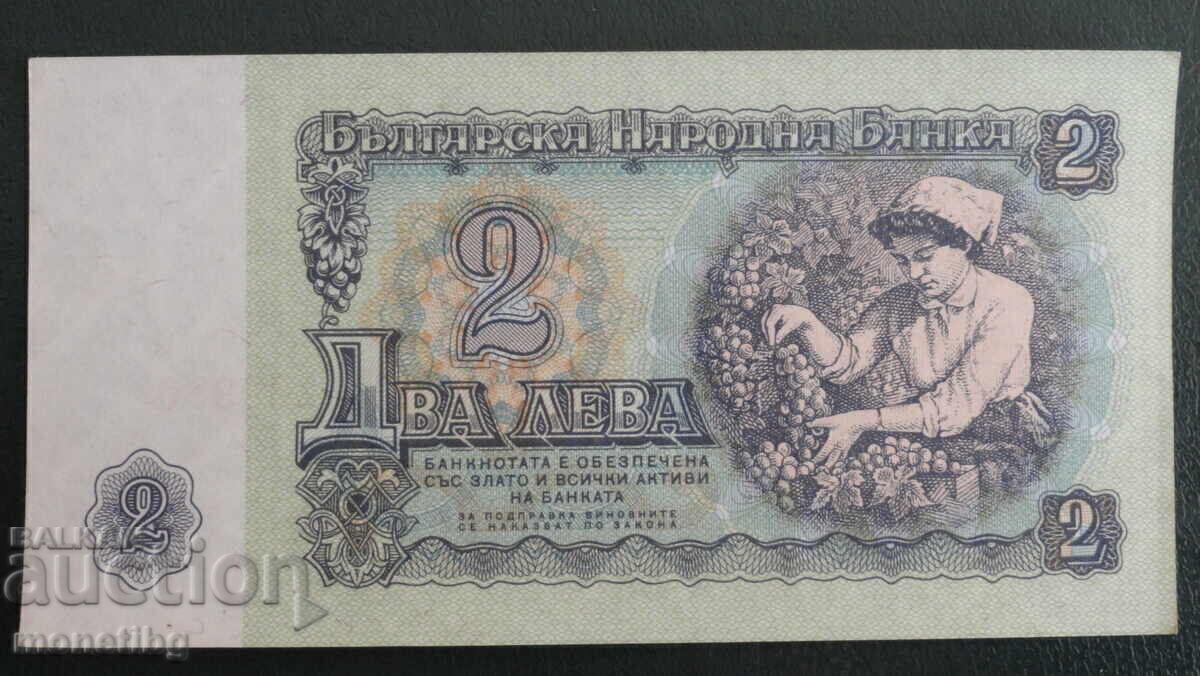 БЪЛГАРСКА НАРОДНА БАНКА
2
2
ДВА ЛЕВА
БАНКНОТАТА Е ОБЕЗПЕЧЕНА
СЪС ЗЛАТО И ВСИЧКИ АКТИВИ
НА БАНКАТА
ЗА ПОДПРАВКА ВИНОВНИТЕ
СЕ НАКАЗВАТ ПО ЗАКОНА
2
2
BALKAN
auction
monetibg